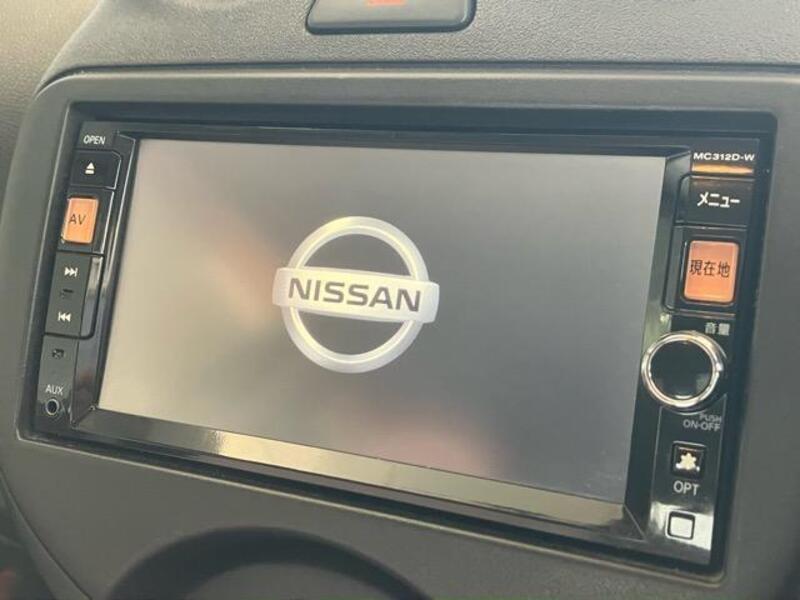 OPEN
AV
AUX
NISSAN
MC312D-W
メニュー
現在地
音量
PUSH
ON-OFF
OPT